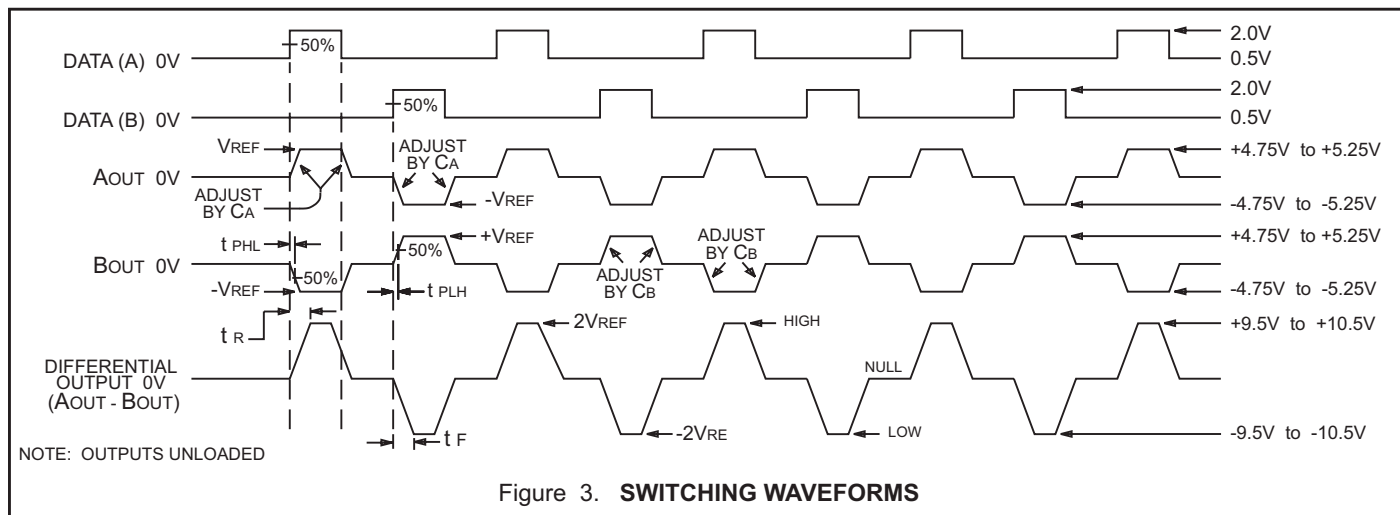 50%
2.0V
DATA (A) 0V
0.5V
50%
2.0V
DATA (B) 0V
0.5V
VREF
ADJUST
BY CA
+4.75V to +5.25V
AOUT 0V
ADJUST
BY CA
-VREF
-4.75V to -5.25V
t PHL
+VREF
50%
ADJUST
BY CB
+4.75V to +5.25V
BOUT 0V
50%
ADJUST
BY CB
-VREF
t PLH
-4.75V to -5.25V
t R
2VREF
HIGH
+9.5V to +10.5V
DIFFERENTIAL
OUTPUT 0V
(AOUT - BOUT)
NULL
t F
-2VRE
LOW
-9.5V to -10.5V
NOTE: OUTPUTS UNLOADED
Figure 3. SWITCHING WAVEFORMS